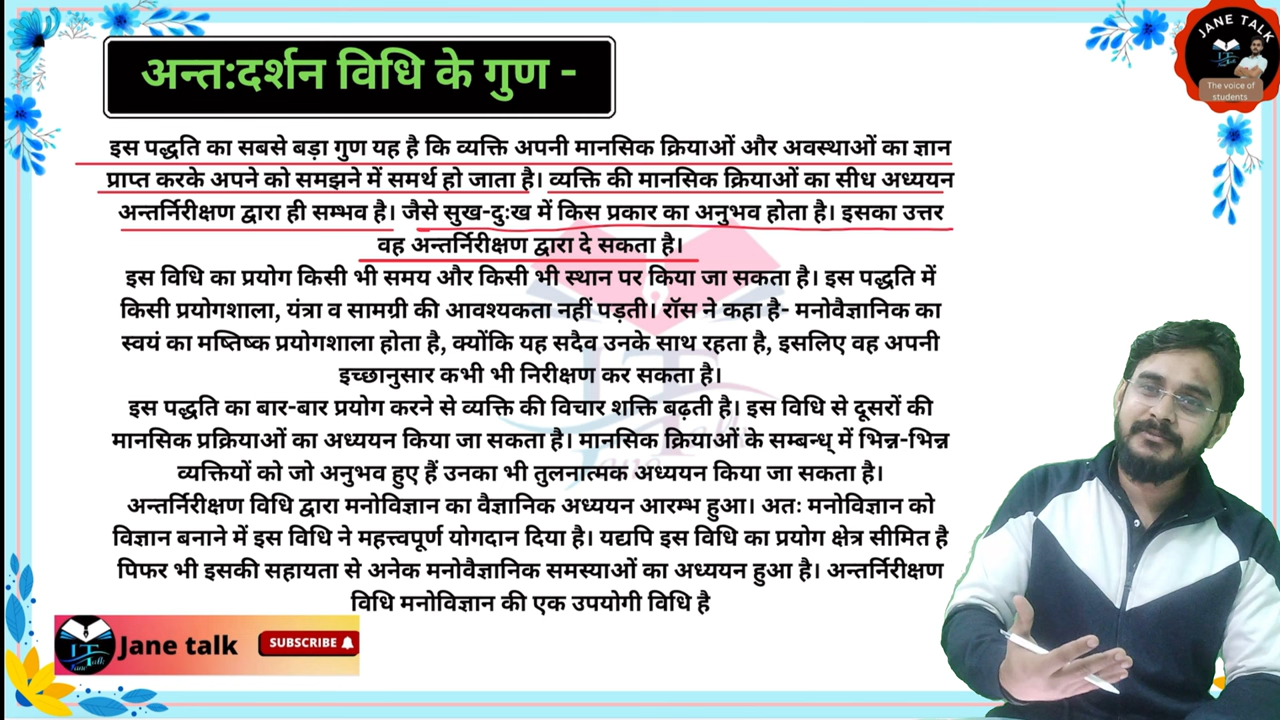 अन्त:दर्शन विधि के गुण -
JANE TALK
The voice of
students
इस पद्धति का सबसे बड़ा गुण यह है कि व्यक्ति अपनी मानसिक क्रियाओं और अवस्थाओं का ज्ञान
प्राप्त करके अपने को समझने में समर्थ हो जाता है। व्यक्ति की मानसिक क्रियाओं का सीध अध्ययन
अन्तर्निरीक्षण द्वारा ही सम्भव है। जैसे सुख-दुःख में किस प्रकार का अनुभव होता है। इसका उत्तर
वह अन्तर्निरीक्षण द्वारा दे सकता है।
इस विधि का प्रयोग किसी भी समय और किसी भी स्थान पर किया जा सकता है। इस पद्धति में
किसी प्रयोगशाला, यंत्रा व सामग्री की आवश्यकता नहीं पड़ती। रॉस ने कहा है- मनोवैज्ञानिक का
स्वयं का मष्तिष्क प्रयोगशाला होता है, क्योंकि यह सदैव उनके साथ रहता है, इसलिए वह अपनी
इच्छानुसार कभी भी निरीक्षण कर सकता है।
इस पद्धति का बार-बार प्रयोग करने से व्यक्ति की विचार शक्ति बढ़ती है। इस विधि से दूसरों की
मानसिक प्रक्रियाओं का अध्ययन किया जा सकता है। मानसिक क्रियाओं के सम्बन्ध् में भिन्न-भिन्न
व्यक्तियों को जो अनुभव हुए हैं उनका भी तुलनात्मक अध्ययन किया जा सकता है।
अन्तर्निरीक्षण विधि द्वारा मनोविज्ञान का वैज्ञानिक अध्ययन आरम्भ हुआ। अतः मनोविज्ञान को
विज्ञान बनाने में इस विधि ने महत्त्वपूर्ण योगदान दिया है। यद्यपि इस विधि का प्रयोग क्षेत्र सीमित है
पिफर भी इसकी सहायता से अनेक मनोवैज्ञानिक समस्याओं का अध्ययन हुआ है। अन्तर्निरीक्षण
विधि मनोविज्ञान की एक उपयोगी विधि है
Jane talk
SUBSCRIBE